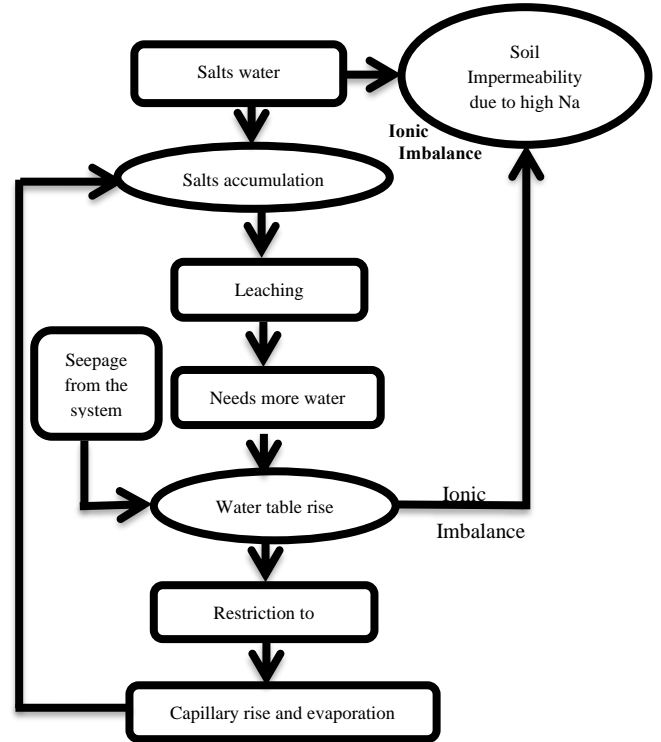 Salts water
Soil
Impermeability
due to high Na
Ionic
Imbalance
Salts accumulation
Leaching
Seepage
from the
system
Needs more water
Water table rise
Ionic
Imbalance
Restriction to
Capillary rise and evaporation